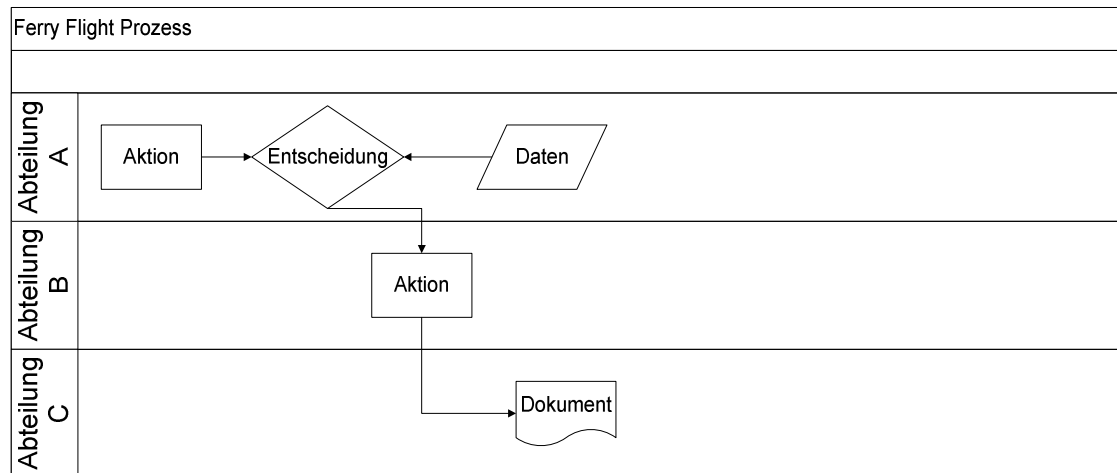 Ferry Flight Prozess
Abteilung
A
Aktion
Entscheidung
Daten
Abteilung
B
Aktion
Abteilung
C
Dokument